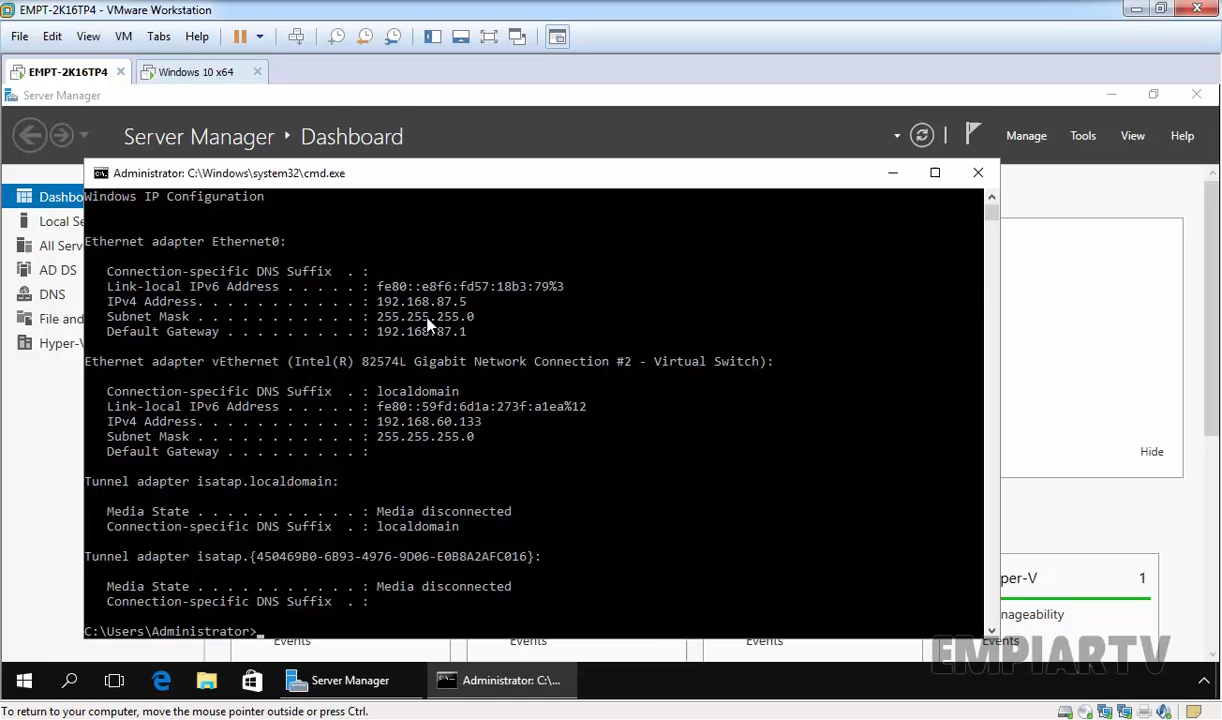 EMPT-2K16TP4 - VMware Workstation
File Edit View VM Tabs Help
EMPT-2K16TP4 Windows 10 x64
Server Manager
Server Manager Dashboard
Manage Tools View Help
Administrator: C:\Windows\system32\cmd.exe
Dashbo
Local Se
All Serv
AD DS
DNS
File and
Hyper-V
Windows IP Configuration
Ethernet adapter Ethernet0:
Connection-specific DNS Suffix . :
Link-local IPv6 Address . . . . . : fe80::e8f6:fd57:18b3:79%3
IPv4 Address. . . . . . . . . . . : 192.168.87.5
Subnet Mask . . . . . . . . . . . : 255.255.255.0
Default Gateway . . . . . . . . . : 192.168.87.1
Ethernet adapter vEthernet (Intel(R) 82574L Gigabit Network Connection #2 - Virtual Switch):
Connection-specific DNS Suffix . : localdomain
Link-local IPv6 Address . . . . . : fe80::59fd:6d1a:273f:a1ea%12
IPv4 Address. . . . . . . . . . . : 192.168.60.133
Subnet Mask . . . . . . . . . . . : 255.255.255.0
Default Gateway . . . . . . . . . :
Tunnel adapter isatap.localdomain:
Media State . . . . . . . . . . . : Media disconnected
Connection-specific DNS Suffix . : localdomain
Tunnel adapter isatap.{450469B0-6B93-4976-9D06-E0B8A2AFC016}:
Media State . . . . . . . . . . . : Media disconnected
Connection-specific DNS Suffix . :
C:\Users\Administrator>_
Hide
per-V 1
nageability
Events Events Events Events
EMPIARTV
Server Manager Administrator: C:\...
To return to your computer, move the mouse pointer outside or press Ctrl.